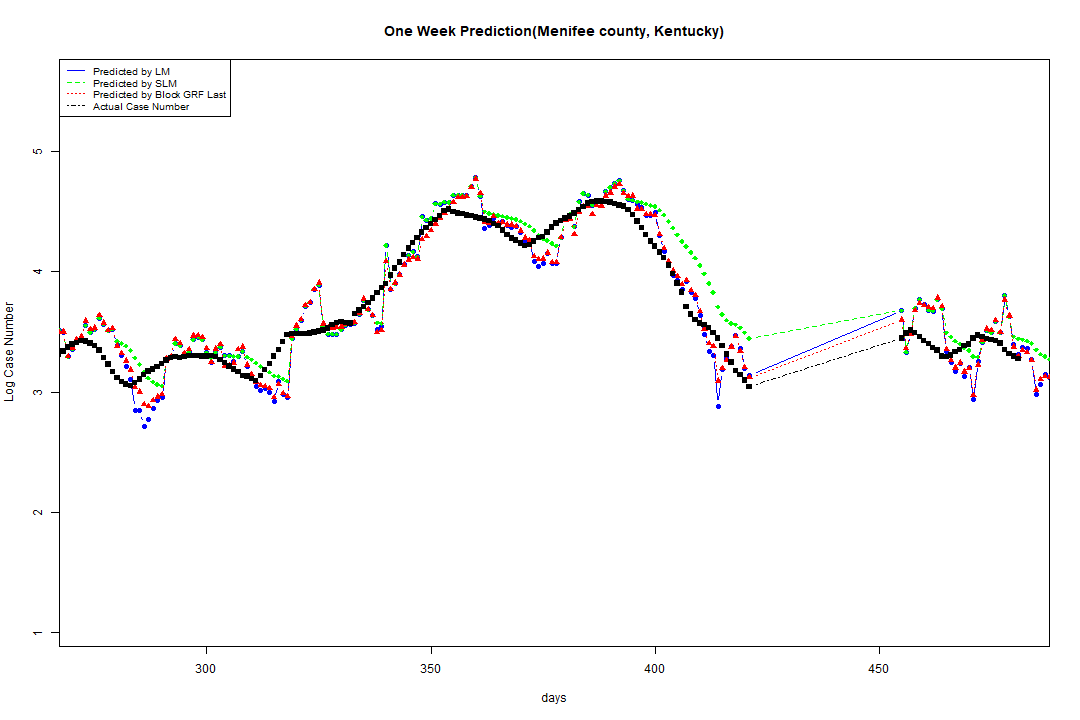 One Week Prediction(Menifee county, Kentucky)
Predicted by LM
Predicted by SLM
Predicted by Block GRF Last
Actual Case Number
5
4
3
2
1
Log Case Number
300
350
400
450
days